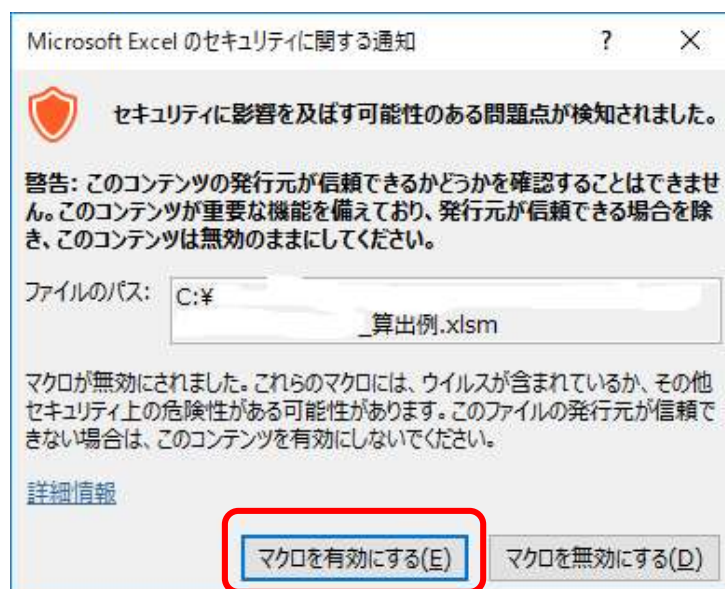 Microsoft Excel のセキュリティに関する通知 ? ×
セキュリティに影響を及ぼす可能性のある問題点が検知されました。
警告: このコンテンツの発行元が信頼できるかどうかを確認することはできませ
ん。このコンテンツが重要な機能を備えており、発行元が信頼できる場合を除
き、このコンテンツは無効のままにしてください。
ファイルのパス: C:¥
_算出例.xlsm
マクロが無効にされました。これらのマクロには、ウイルスが含まれているか、その他
セキュリティ上の危険性がある可能性があります。このファイルの発行元が信頼で
きない場合は、このコンテンツを有効にしないでください。
詳細情報
マクロを有効にする(E) マクロを無効にする(D)